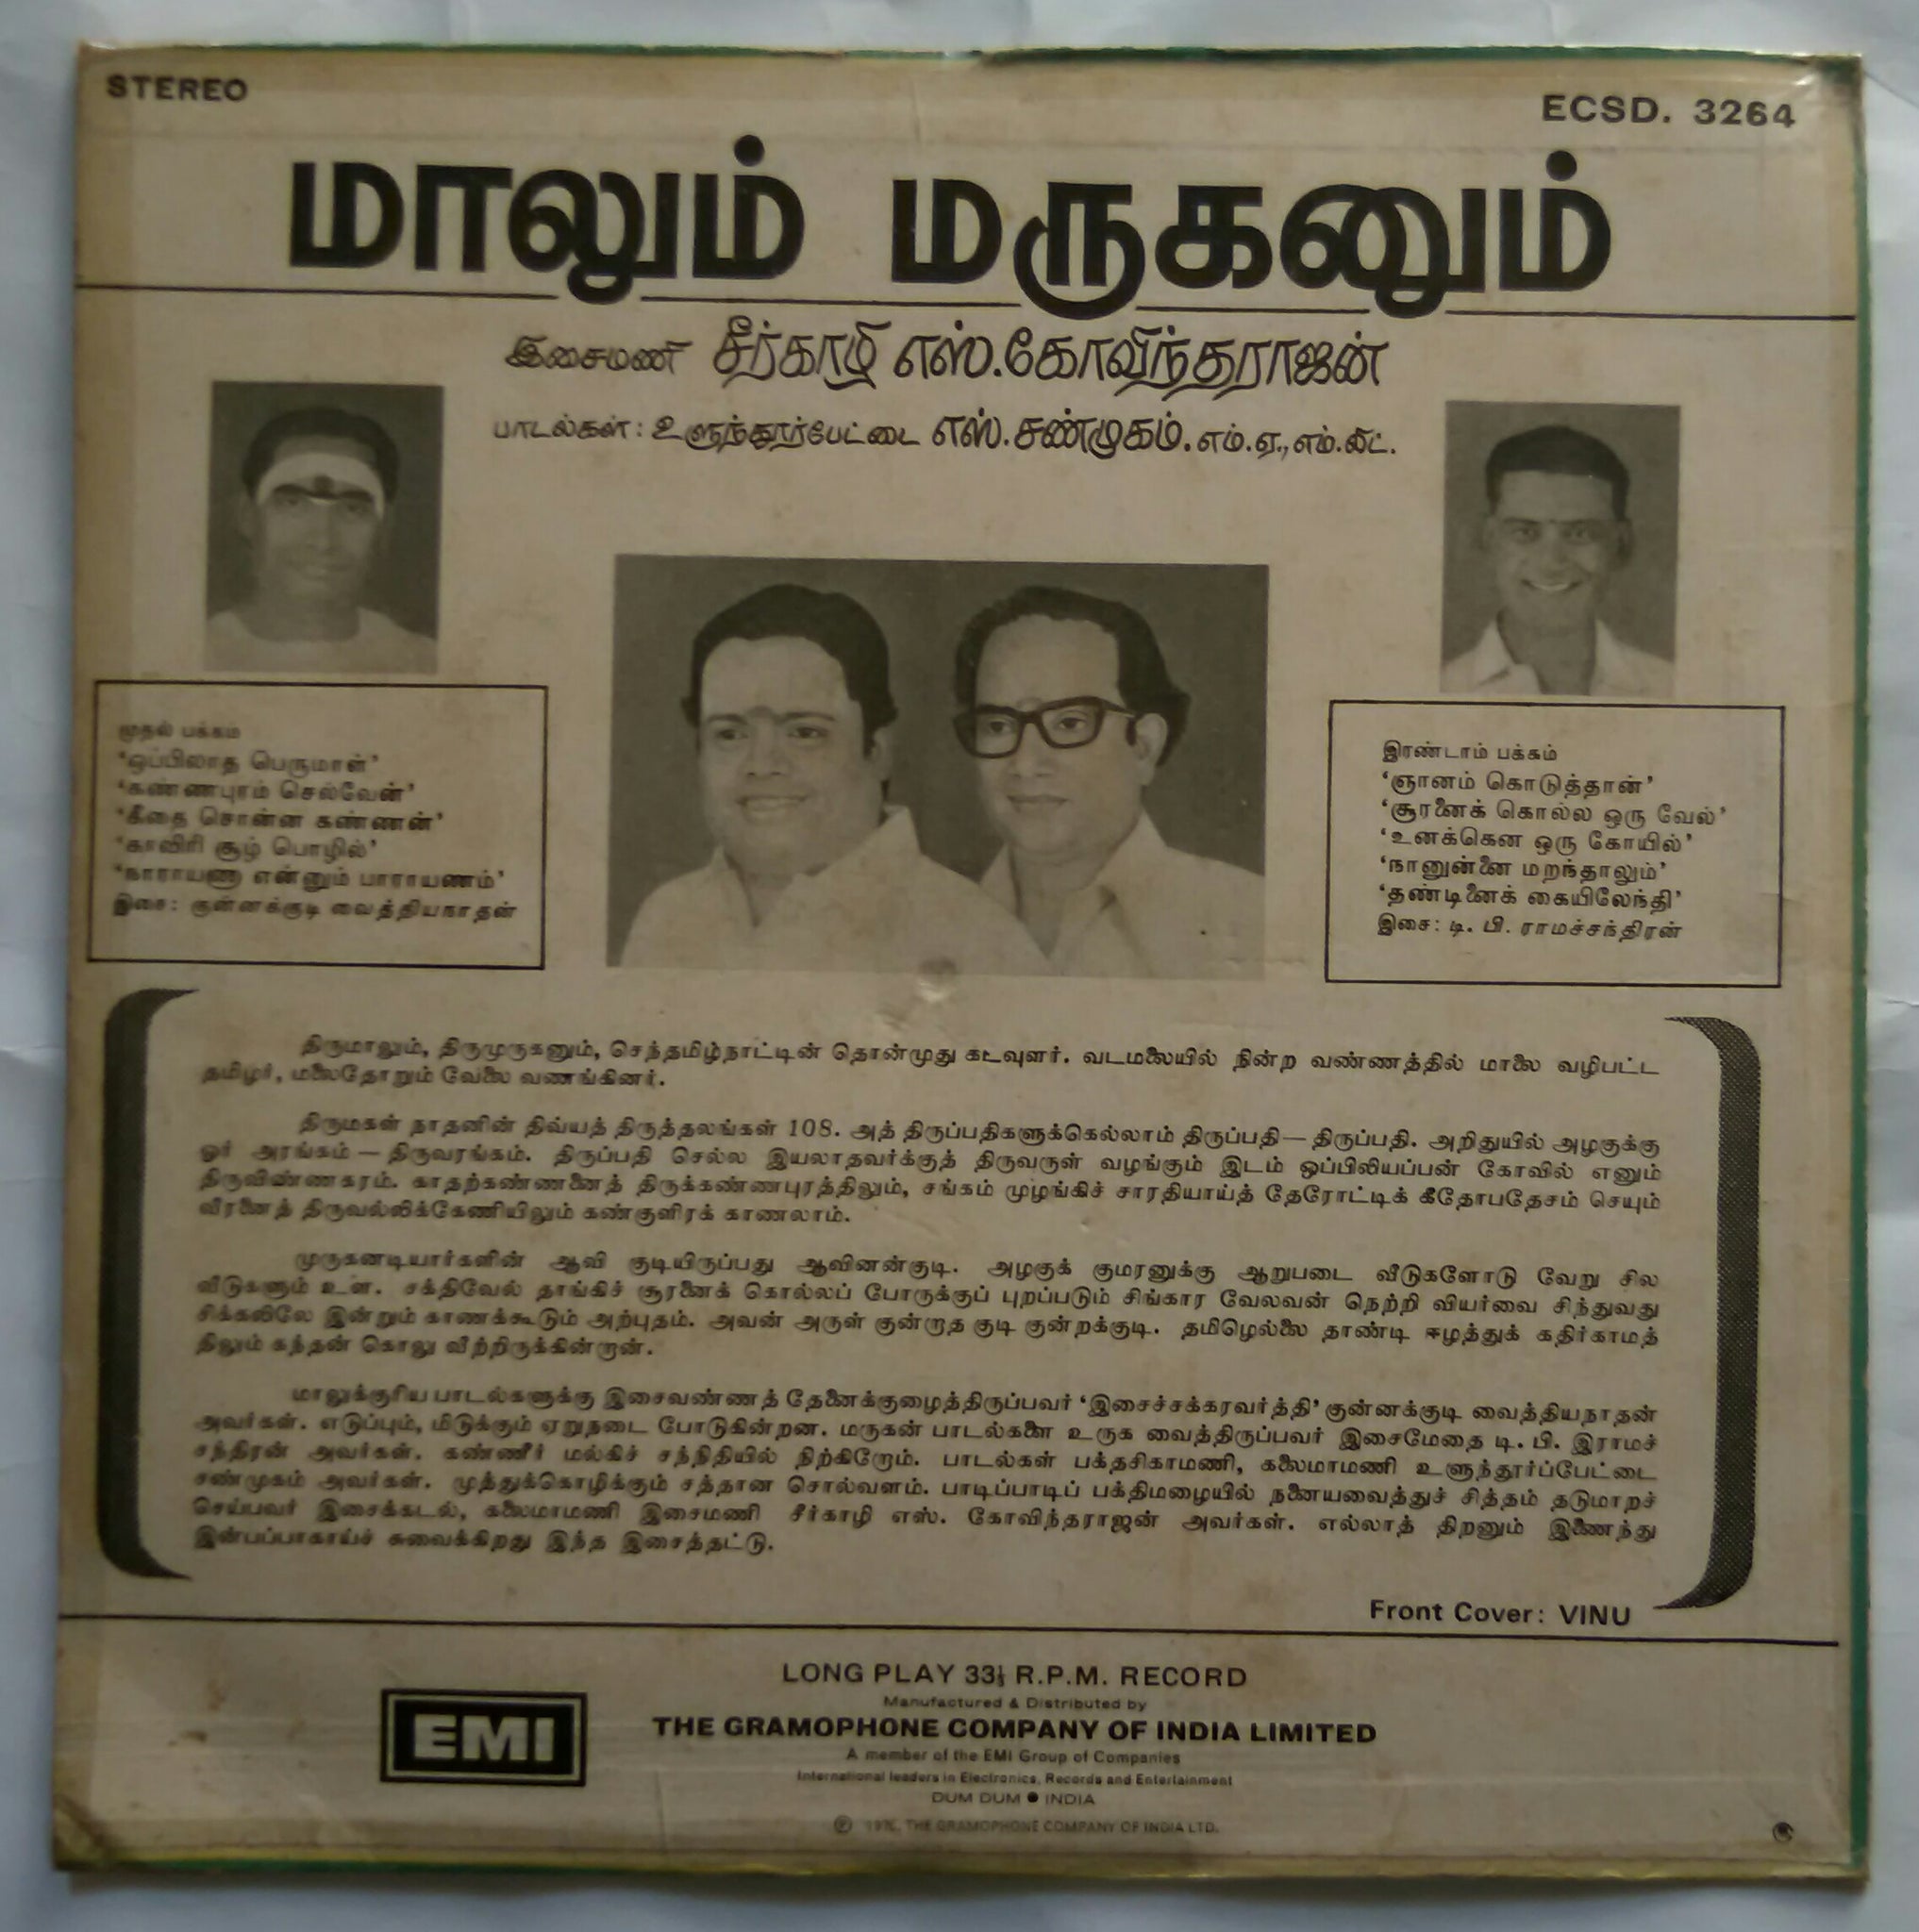 STEREO
ECSD. 3264
மாலும் மருகனும்
இசைமணி சீர்காழி எஸ்.கோவிந்தராஜன்
பாடல்கள்: உளுந்தூர்பேட்டை எஸ்.சண்முகம்.எம்.ஏ.,எம்.லிட்.
முதல் பக்கம்
‘ஒப்பிலாத பெருமாள்’
‘கண்ணபுரம் செல்வேன்’
‘கீதை சொன்ன கண்ணன்’
‘காவிரி சூழ் பொழில்’
‘நாராயணா என்னும் பாராயணம்’
இசை: குன்னக்குடி வைத்தியநாதன்
இரண்டாம் பக்கம்
‘ஞானம் கொடுத்தான்’
‘சூரனைக் கொல்ல ஒரு வேல்’
‘உனக்கென ஒரு கோயில்’
‘நானுன்னை மறந்தாலும்’
‘தண்டினைக் கையிலேந்தி’
இசை: டி. பி. ராமச்சந்திரன்
திருமாலும், திருமுருகனும், செந்தமிழ்நாட்டின் தொன்முது கடவுளர். வடமலையில் நின்ற வண்ணத்தில் மாலை வழிபட்ட
தமிழர், மலைதோறும் வேலை வணங்கினர்.
திருமகள் நாதனின் திவ்யத் திருத்தலங்கள் 108. அத் திருப்பதிகளுக்கெல்லாம் திருப்பதி—திருப்பதி. அறிதுயில் அழகுக்கு
ஓர் அரங்கம் — திருவரங்கம். திருப்பதி செல்ல இயலாதவர்க்குத் திருவருள் வழங்கும் இடம் ஒப்பிலியப்பன் கோவில் எனும்
திருவிண்ணகரம். காதற்கண்ணனைத் திருக்கண்ணபுரத்திலும், சங்கம் முழங்கிச் சாரதியாய்த் தேரோட்டிக் கீதோபதேசம் செயும்
வீரனைத் திருவல்லிக்கேணியிலும் கண்குளிரக் காணலாம்.
முருகனடியார்களின் ஆவி குடியிருப்பது ஆவினன்குடி. அழகுக் குமரனுக்கு ஆறுபடை வீடுகளோடு வேறு சில
வீடுகளும் உள. சக்திவேல் தாங்கிச் சூரனைக் கொல்லப் போருக்குப் புறப்படும் சிங்கார வேலவன் நெற்றி வியர்வை சிந்துவது
சிக்கலிலே இன்றும் காணக்கூடும் அற்புதம். அவன் அருள் குன்றாத குடி குன்றக்குடி. தமிழெல்லை தாண்டி ஈழத்துக் கதிர்காமத்
திலும் கந்தன் கொலு வீற்றிருக்கின்றான்.
மாலுக்குரிய பாடல்களுக்கு இசைவண்ணத் தேனைக்குழைத்திருப்பவர் ‘இசைச்சக்கரவர்த்தி’ குன்னக்குடி வைத்தியநாதன்
அவர்கள். எடுப்பும், மிடுக்கும் ஏறுநடை போடுகின்றன. மருகன் பாடல்களை உருக வைத்திருப்பவர் இசைமேதை டி. பி. இராமச்
சந்திரன் அவர்கள். கண்ணீர் மல்கிச் சந்நிதியில் நிற்கிறோம். பாடல்கள் பக்தசிகாமணி, கலைமாமணி உளுந்தூர்ப்பேட்டை
சண்முகம் அவர்கள். முத்துக்கொழிக்கும் சத்தான சொல்வளம். பாடிப்பாடிப் பக்திமழையில் நனையவைத்துச் சித்தம் தடுமாறச்
செய்பவர் இசைக்கடல், கலைமாமணி இசைமணி சீர்காழி எஸ். கோவிந்தராஜன் அவர்கள். எல்லாத் திறனும் இணைந்து
இன்பப்பாகாய்ச் சுவைக்கிறது இந்த இசைத்தட்டு.
Front Cover: VINU
EMI
LONG PLAY 33⅓ R.P.M. RECORD
Manufactured & Distributed by
THE GRAMOPHONE COMPANY OF INDIA LIMITED
A member of the EMI Group of Companies
International leaders in Electronics, Records and Entertainment
DUM DUM ● INDIA
℗ THE GRAMOPHONE COMPANY OF INDIA LTD.